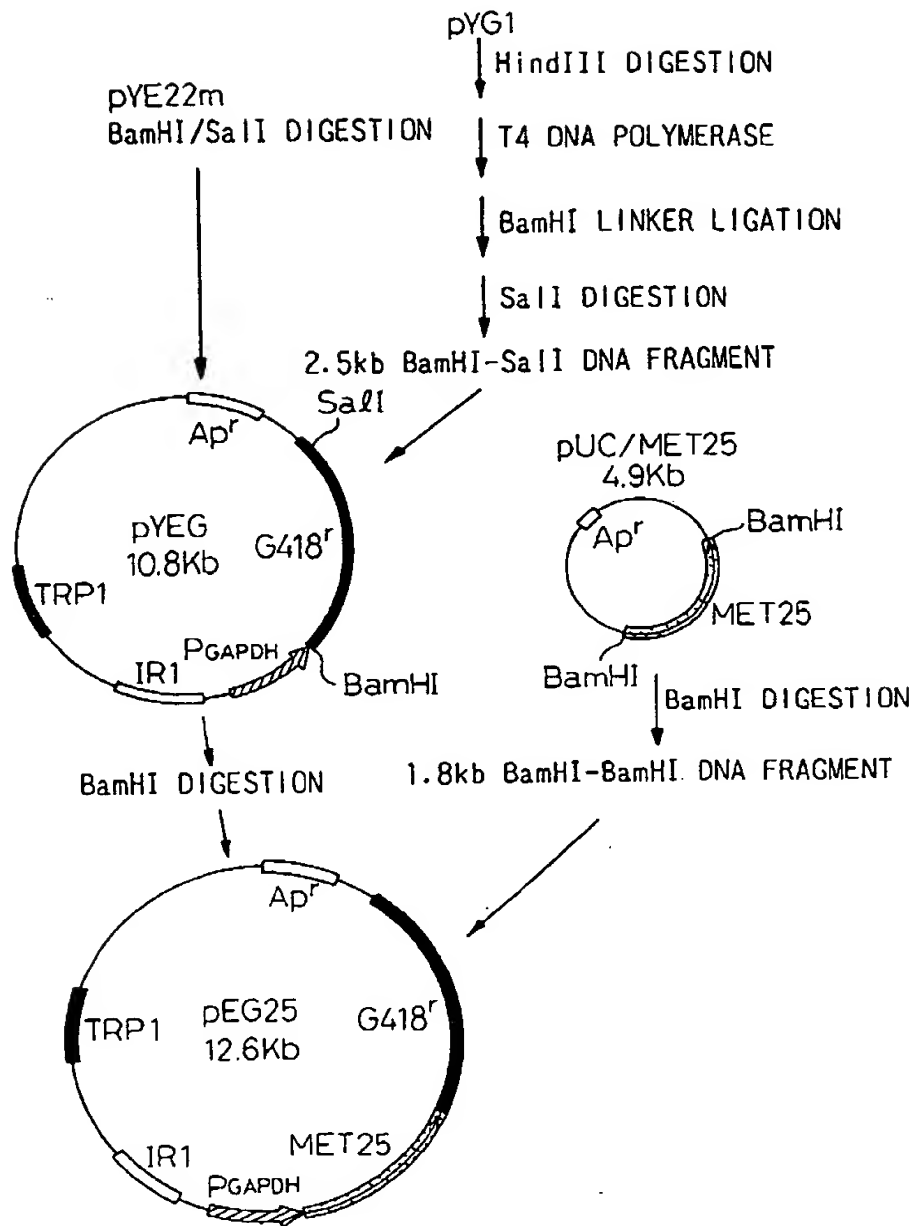 pYG1
HindIII DIGESTION
pYE22m
BamHI/SalI DIGESTION
T4 DNA POLYMERASE
BamHI LINKER LIGATION
SalI DIGESTION
2.5kb BamHI-SalI DNA FRAGMENT
SalI
Apr
pUC/MET25
4.9Kb
Apr
BamHI
pYEG
10.8Kb
G418r
TRP1
MET25
PGAPDH
IR1
BamHI
BamHI
BamHI DIGESTION
BamHI DIGESTION
1.8kb BamHI-BamHI DNA FRAGMENT
Apr
TRP1
pEG25
12.6Kb
G418r
MET25
IR1
PGAPDH